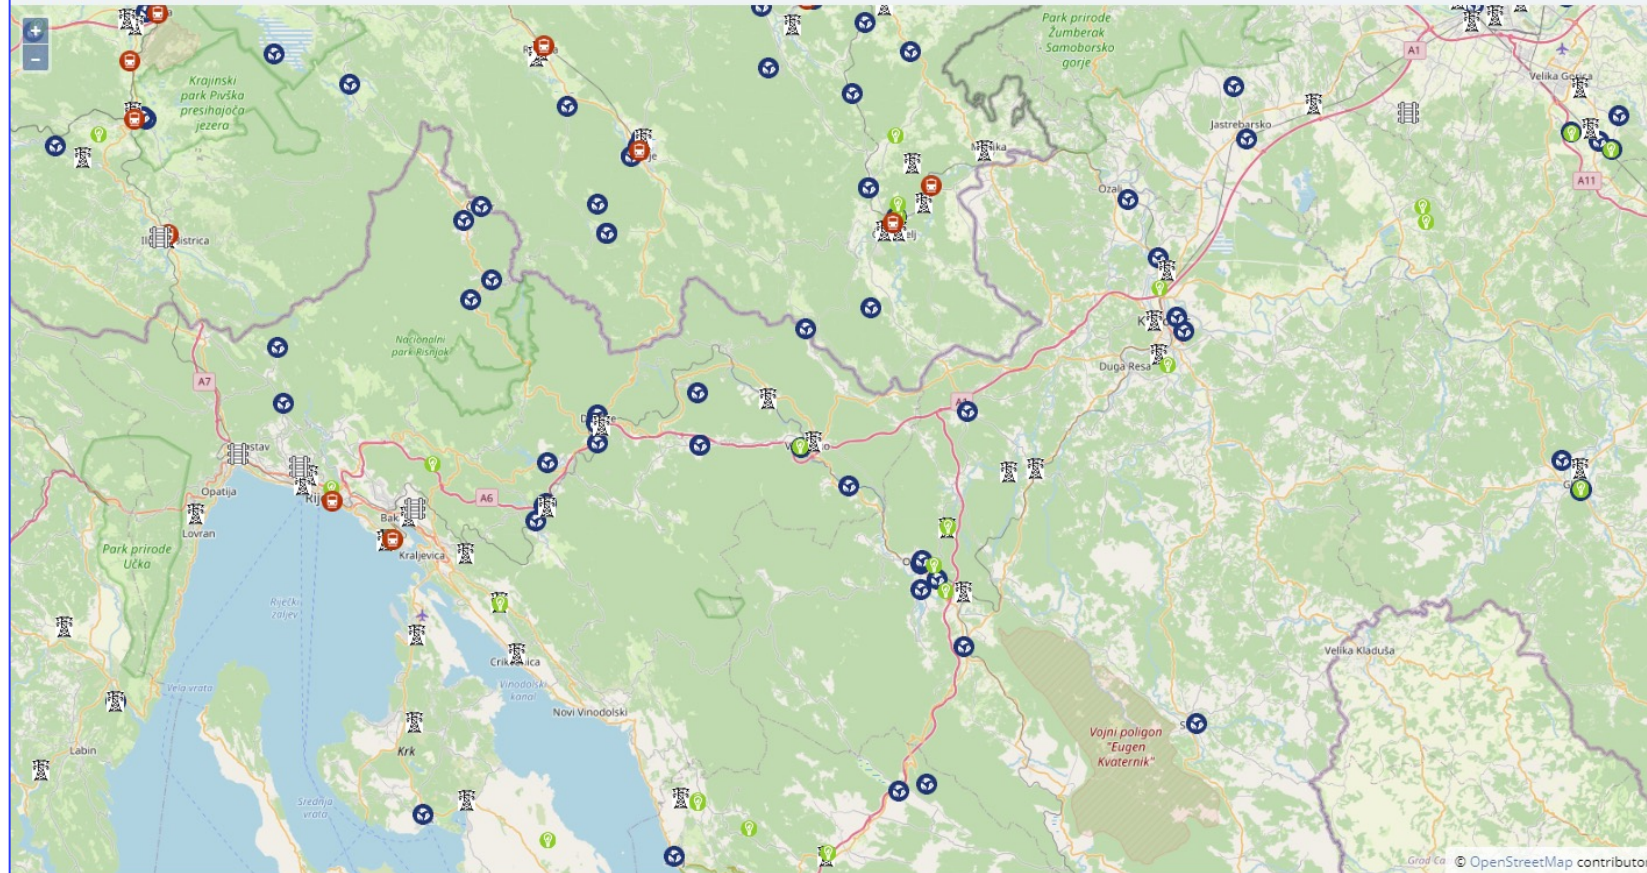 +
−
Park prirode
Žumberak
- Samoborsko
gorje
A1
Velika Gorica
Krajinski
park Pivška
presihajoča
jezera
Jastrebarsko
A11
Ozalj
Nacionalni
park Risnjak
A7
Duga Resa
A6
Opatija
Lovran
Park prirode
Učka
Kraljevica
Riječki
zaljev
Velika Kladuša
Vela vrata
Vinodolski
kanal
Novi Vinodolski
Labin
Krk
Vojni poligon
"Eugen
Kvaternik"
Srednja
vrata
© OpenStreetMap contributor